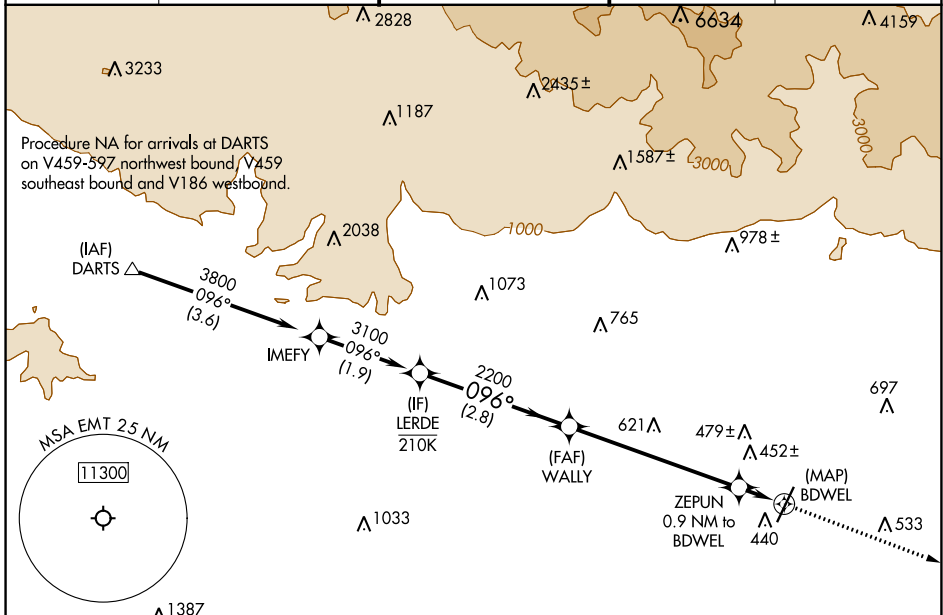 2828
6634
4159
3233
2435±
1187
Procedure NA for arrivals at DARTS
on V459-597 northwest bound, V459
southeast bound and V186 westbound.
1587±
3000
3000
2038
1000
978±
(IAF)
DARTS
3800
096°
(3.6)
1073
765
IMEFY
3100
096°
(1.9)
(IF)
LERDE
210K
2200
096°
(2.8)
(FAF)
WALLY
621
479±
452±
697
MSA EMT 25 NM
11300
1033
ZEPUN
0.9 NM to
BDWEL
440
(MAP)
BDWEL
533
1387